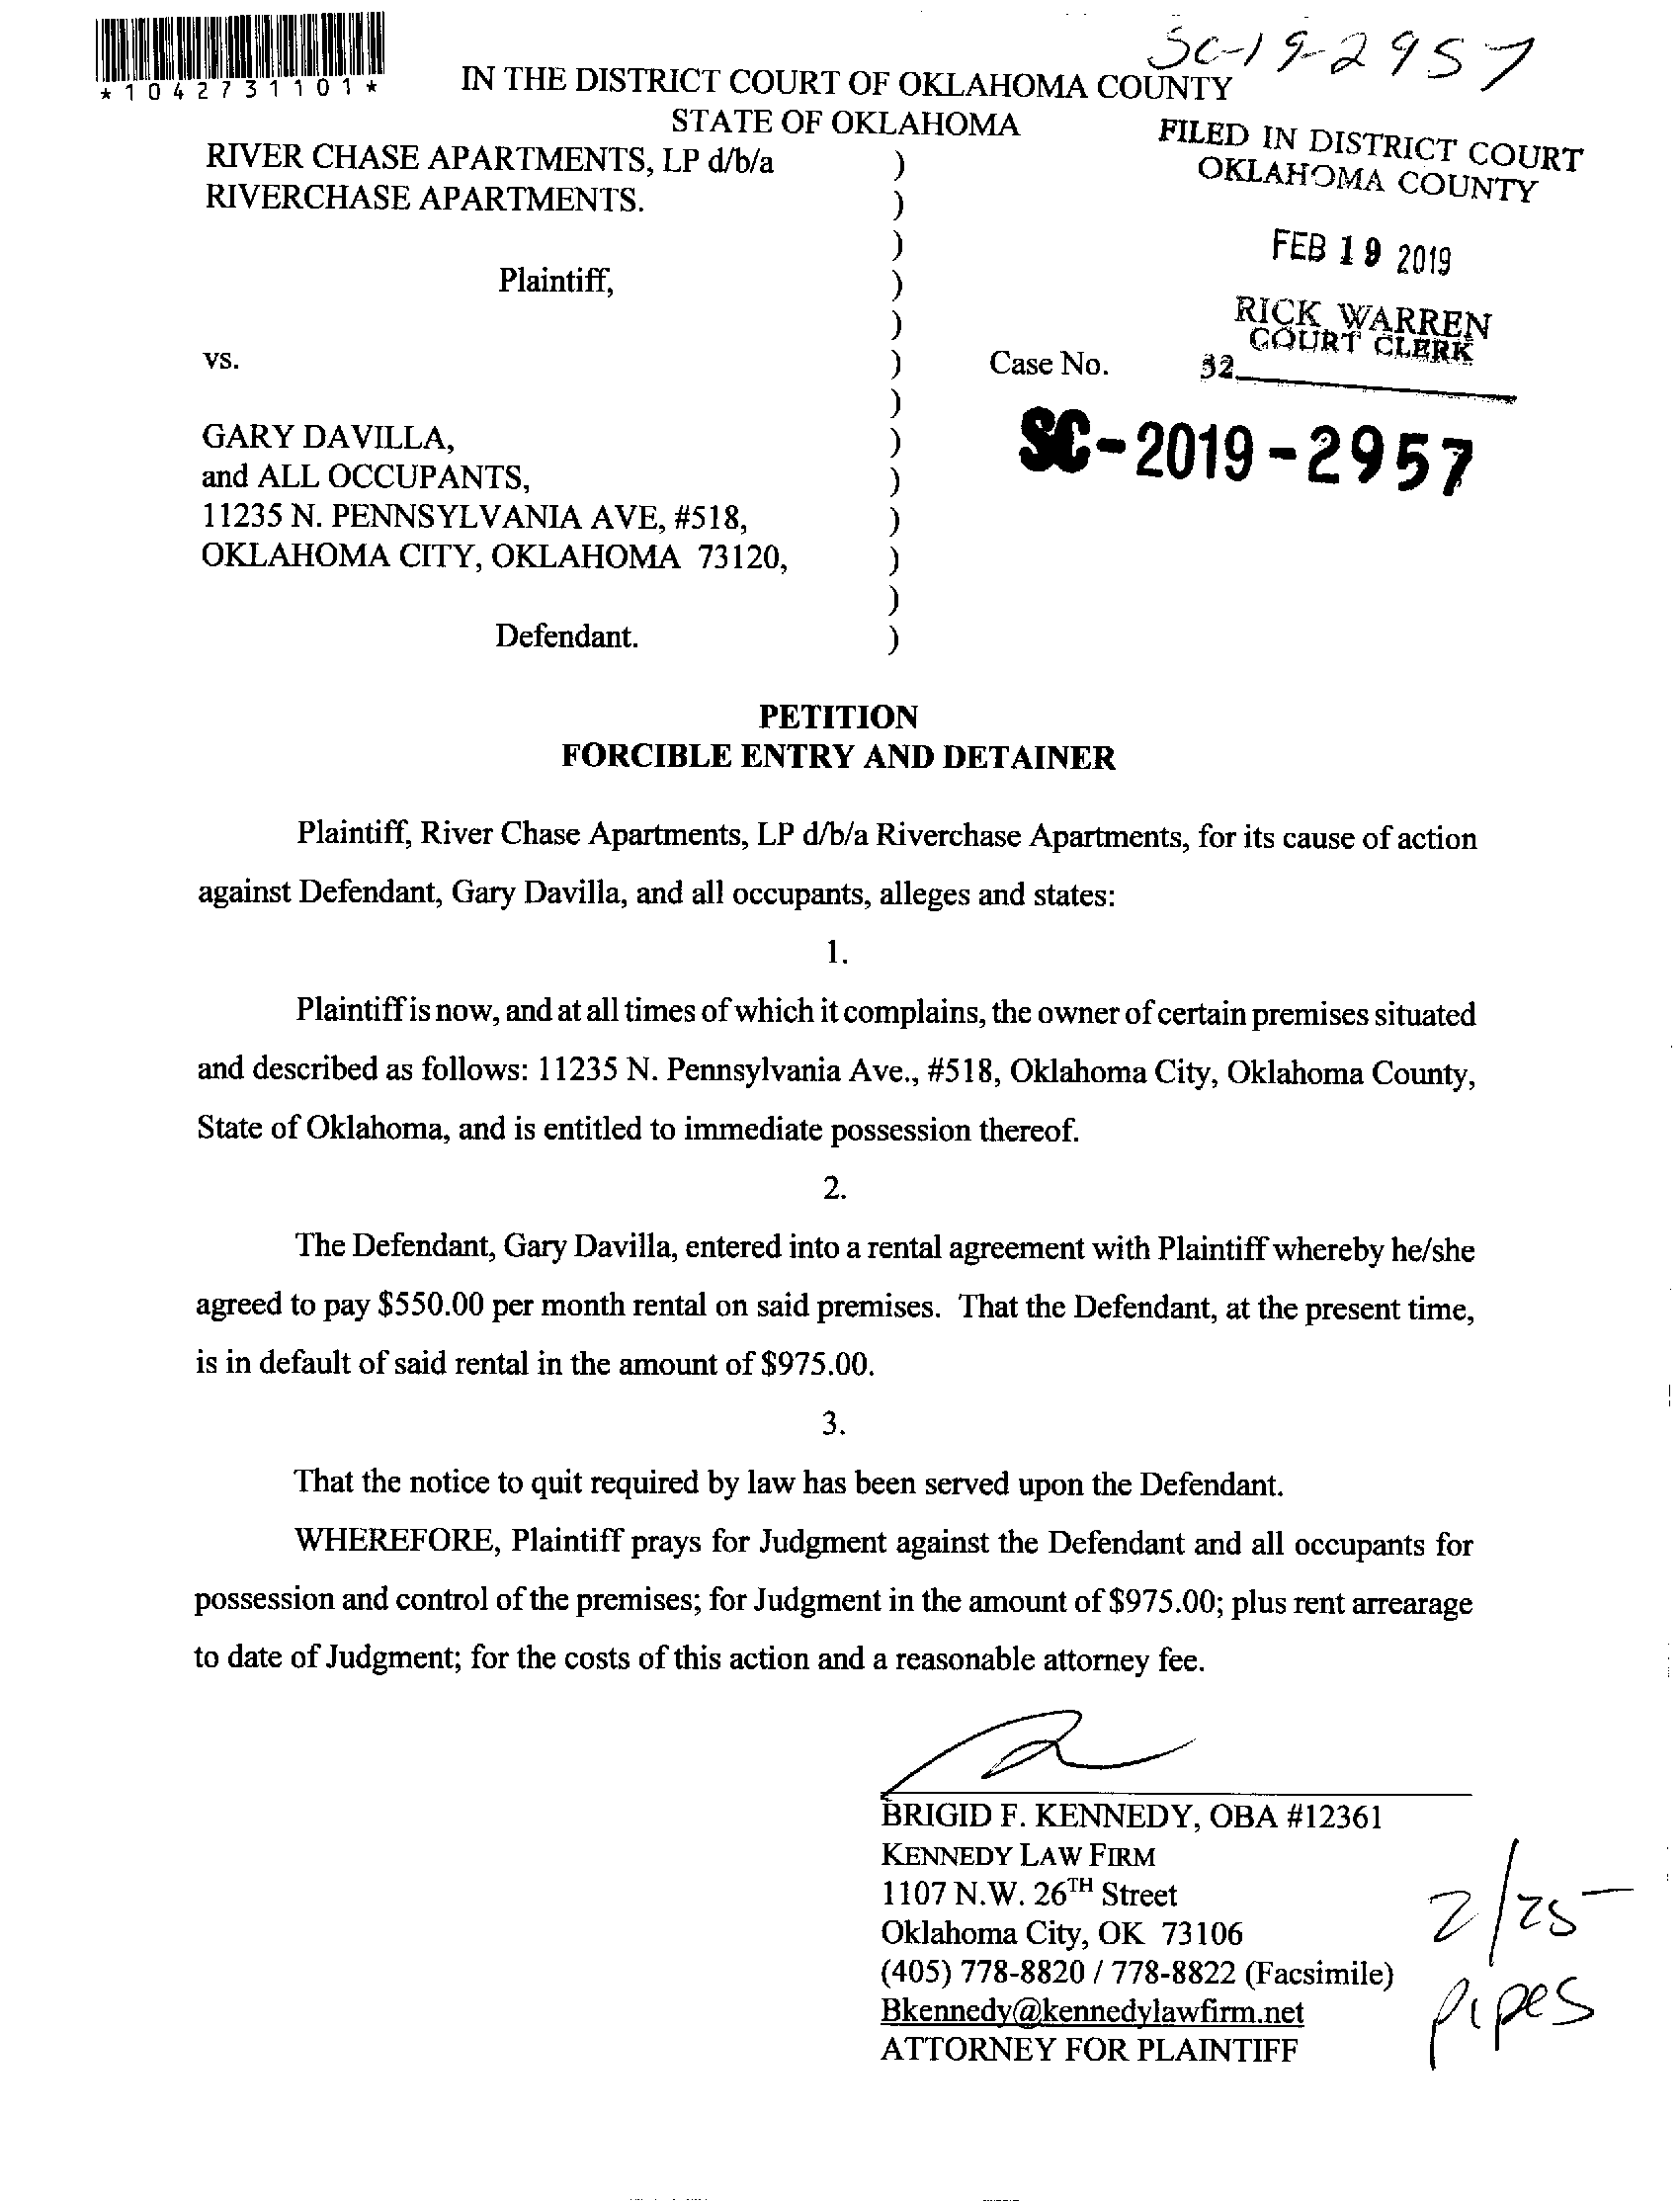 *1042731101*
SC-19-2957
IN THE DISTRICT COURT OF OKLAHOMA COUNTY
STATE OF OKLAHOMA
FILED IN DISTRICT COURT
OKLAHOMA COUNTY
FEB 19 2019
RICK WARREN
COURT CLERK
32
RIVER CHASE APARTMENTS, LP d/b/a )
RIVERCHASE APARTMENTS. )
)
Plaintiff, )
)
vs. ) Case No.
)
SC-2019-2957
GARY DAVILLA, )
and ALL OCCUPANTS, )
11235 N. PENNSYLVANIA AVE, #518, )
OKLAHOMA CITY, OKLAHOMA 73120, )
)
Defendant. )
PETITION
FORCIBLE ENTRY AND DETAINER
Plaintiff, River Chase Apartments, LP d/b/a Riverchase Apartments, for its cause of action
against Defendant, Gary Davilla, and all occupants, alleges and states:
1.
Plaintiff is now, and at all times of which it complains, the owner of certain premises situated
and described as follows: 11235 N. Pennsylvania Ave., #518, Oklahoma City, Oklahoma County,
State of Oklahoma, and is entitled to immediate possession thereof.
2.
The Defendant, Gary Davilla, entered into a rental agreement with Plaintiff whereby he/she
agreed to pay $550.00 per month rental on said premises. That the Defendant, at the present time,
is in default of said rental in the amount of $975.00.
3.
That the notice to quit required by law has been served upon the Defendant.
WHEREFORE, Plaintiff prays for Judgment against the Defendant and all occupants for
possession and control of the premises; for Judgment in the amount of $975.00; plus rent arrearage
to date of Judgment; for the costs of this action and a reasonable attorney fee.
BRIGID F. KENNEDY, OBA #12361
KENNEDY LAW FIRM
1107 N.W. 26TH Street
Oklahoma City, OK 73106
(405) 778-8820 / 778-8822 (Facsimile)
Bkennedy@kennedylawfirm.net
ATTORNEY FOR PLAINTIFF
2/25
Pipes